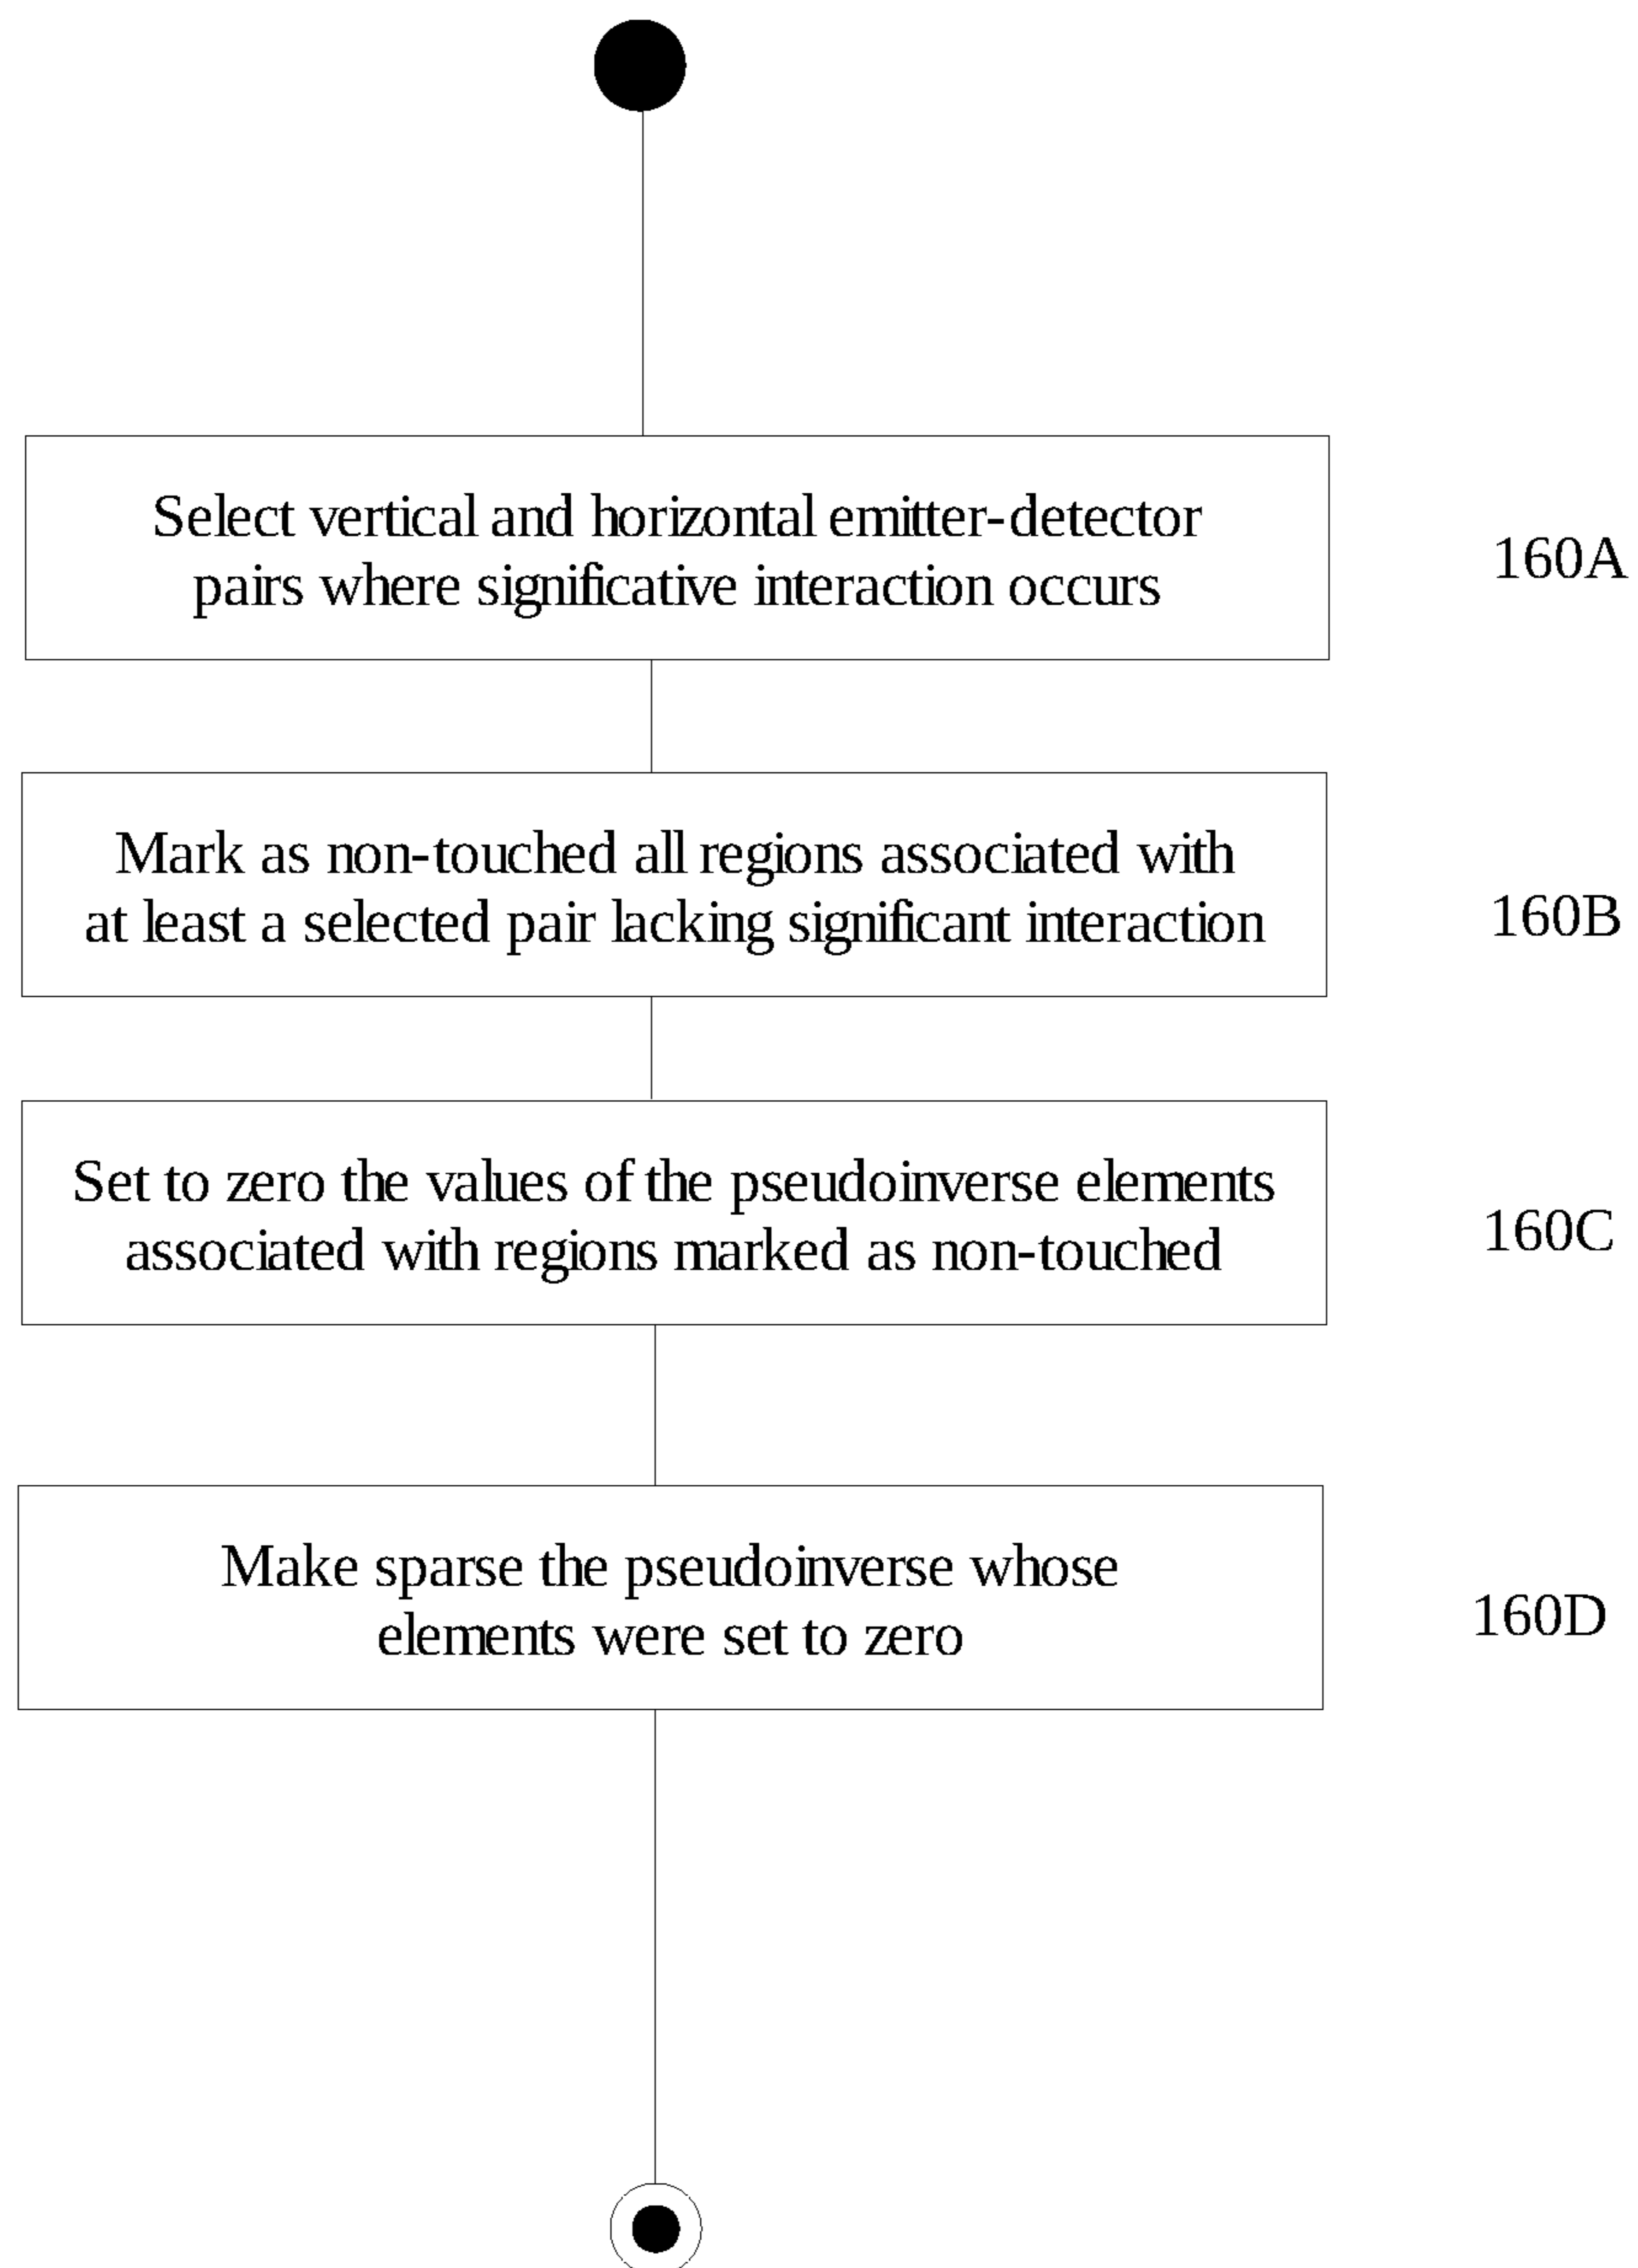 Select vertical and horizontal emitter-detector
pairs where significative interaction occurs
160A
Mark as non-touched all regions associated with
at least a selected pair lacking significant interaction
160B
Set to zero the values of the pseudoinverse elements
associated with regions marked as non-touched
160C
Make sparse the pseudoinverse whose
elements were set to zero
160D